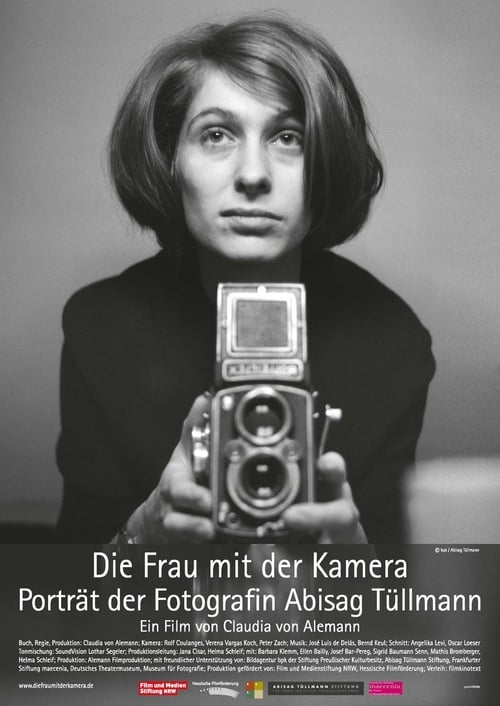 © bpk / Abisag Tüllmann
Die Frau mit der Kamera
Porträt der Fotografin Abisag Tüllmann
Ein Film von Claudia von Alemann
Buch, Regie, Produktion: Claudia von Alemann; Kamera: Rolf Coulanges, Verena Vargas Koch, Peter Zach; Musik: José Luis de Delás, Bernd Keul; Schnitt: Angelika Levi, Oscar Loeser
Tonmischung: SoundVision Lothar Segeler; Produktionsleitung: Jana Cisar, Helma Schleif; mit: Barbara Klemm, Ellen Bailly, Josef Bar-Pereg, Sigrid Baumann Senn, Mathis Bromberger,
Helma Schleif; Produktion: Alemann Filmproduktion; mit freundlicher Unterstützung von: Bildagentur bpk der Stiftung Preußischer Kulturbesitz, Abisag Tüllmann Stiftung, Frankfurter
Stiftung maecenia, Deutsches Theatermuseum, Museum für Fotografie; Produktion gefördert von: Film und Medienstiftung NRW, Hessische Filmförderung; Verleih: filmkinotext
www.diefraumitderkamera.de
Film und Medien
Stiftung NRW
Hessische Filmförderung
ABISAG TÜLLMANN STIFTUNG
maecenia